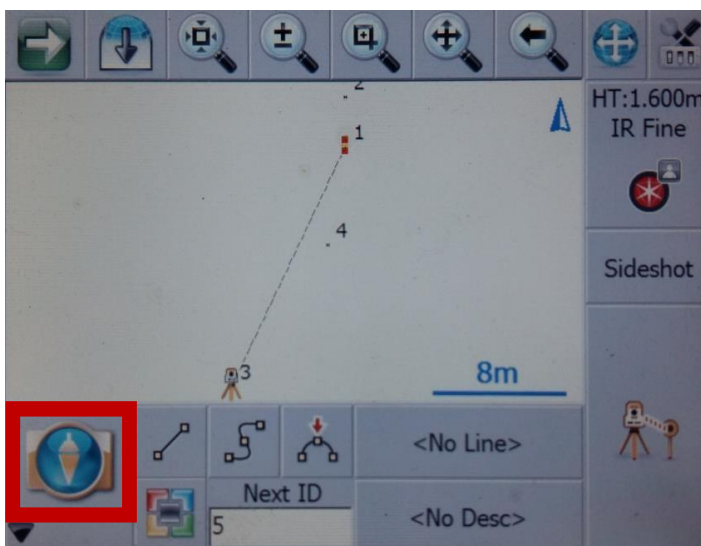 HT:1.600m
IR Fine
2
1
4
Sideshot
3
8m
<No Line>
Next ID
5
<No Desc>